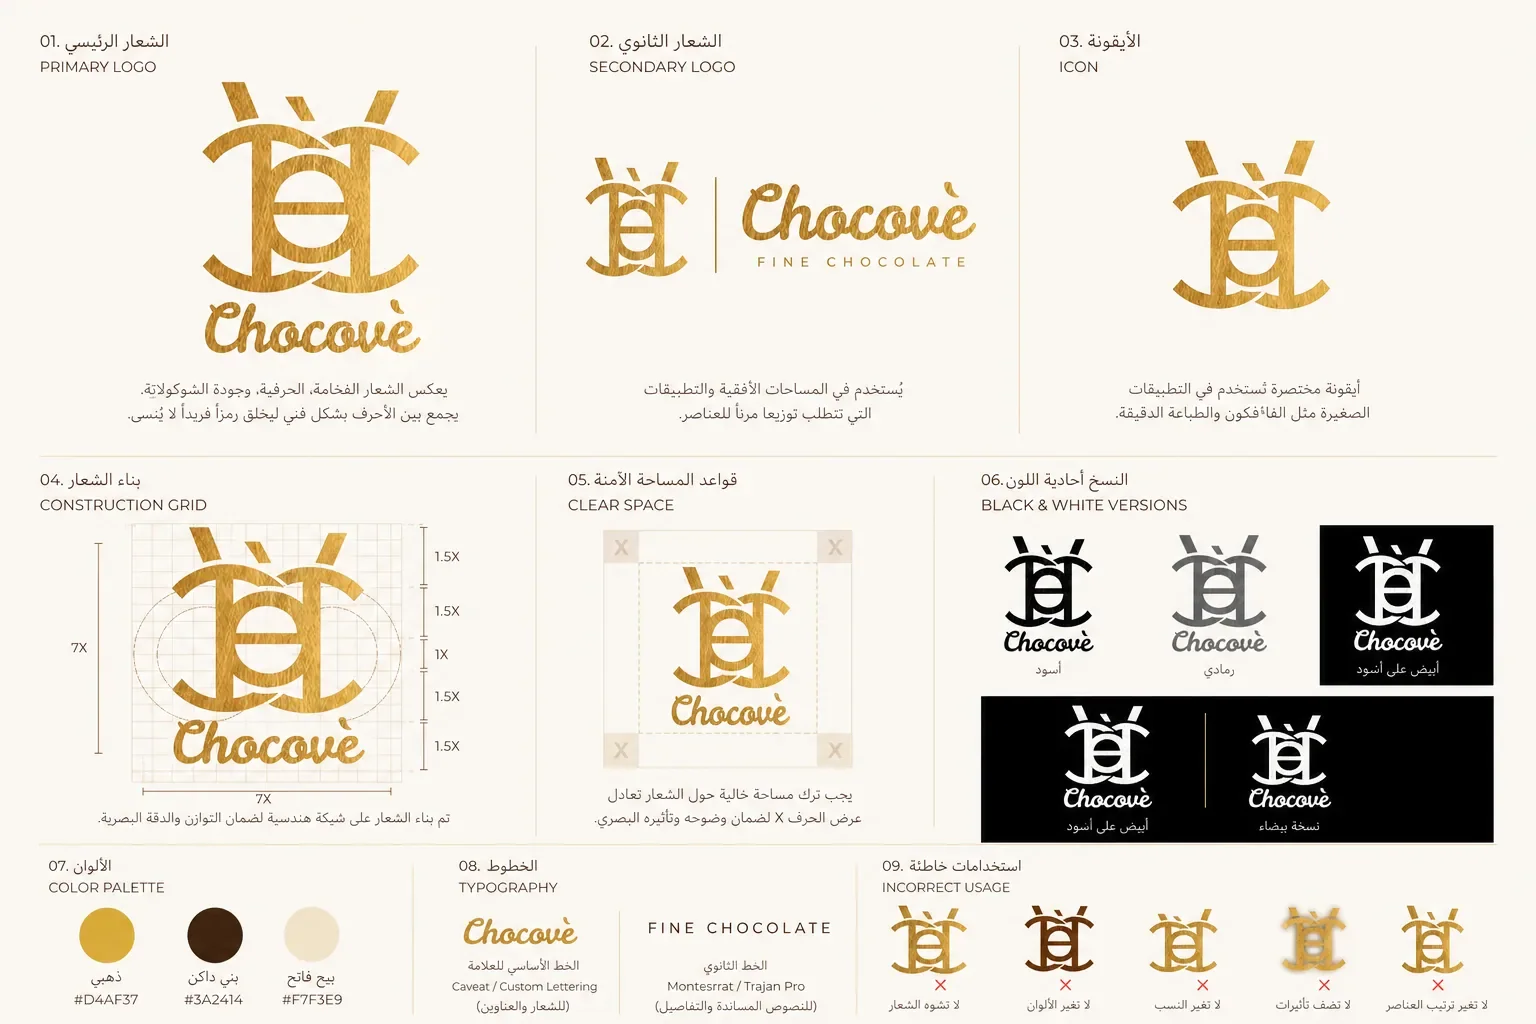 01. الشعار الرئيسي
PRIMARY LOGO
Chocovè
يعكس الشعار الفخامة، الحرفية، وجودة الشوكولاتة.
يجمع بين الأحرف بشكل فني ليخلق رمزاً فريداً لا يُنسى.
02. الشعار الثانوي
SECONDARY LOGO
Chocovè
FINE CHOCOLATE
يُستخدم في المساحات الأفقية والتطبيقات
التي تتطلب توزيعا مرنأ للعناصر.
03. الأيقونة
ICON
أيقونة مختصرة تُستخدم في التطبيقات
الصغيرة مثل والطباعة الدقيقة.
04. بناء الشعار
CONSTRUCTION GRID
7X
1.5X
1.5X
1X
1.5X
1.5X
Chocovè
7X
تم بناء الشعار على شيكة هندسية لضمان التوازن والدقة البصرية.
05. قواعد المساحة الآمنة
CLEAR SPACE
X X
Chocovè
X X
يجب ترك مساحة خالية حول الشعار تعادل
عرض الحرف X لضمان وضوحه وتأثيره البصري.
06. النسخ أحادية اللون
BLACK & WHITE VERSIONS
Chocovè
أسود
Chocovè
رمادي
Chocovè
أبيض على أسود
Chocovè
أبيض على أسود
Chocovè
نسخة بيضاء
07. الألوان
COLOR PALETTE
ذهبي
#D4AF37
بني داكن
#3A2414
بيج فاتح
#F7F3E9
08. الخطوط
TYPOGRAPHY
Chocovè
الخط الأساسي للعلامة
Caveat / Custom Lettering
(للشعار والعناوين)
FINE CHOCOLATE
الخط الثانوي
Montesrrat / Trajan Pro
(للنصوص المساندة والتفاصيل)
09. استخدامات خاطئة
INCORRECT USAGE
لا تشوه الشعار
لا تغير الألوان
لا تغير النسب
لا تضف تأثيرات
لا تغير ترتيب العناصر